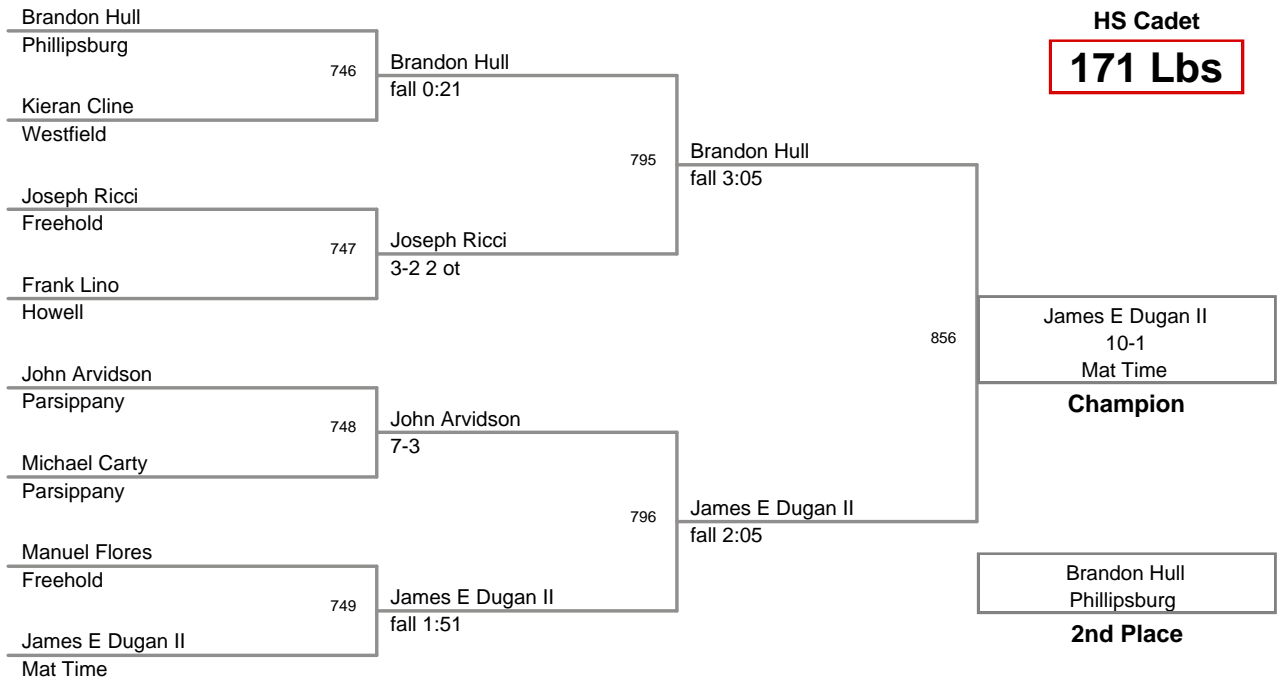 HS Cadet
171 Lbs
Brandon Hull
Phillipsburg
746
Kieran Cline
Westfield
Joseph Ricci
Freehold
747
Frank Lino
Howell
John Arvidson
Parsippany
748
Michael Carty
Parsippany
Manuel Flores
Freehold
749
James E Dugan II
Mat Time
Brandon Hull
fall 0:21
795
Joseph Ricci
3-2 2 ot
John Arvidson
7-3
796
James E Dugan II
fall 1:51
Brandon Hull
fall 3:05
856
James E Dugan II
fall 2:05
James E Dugan II
10-1
Mat Time
Champion
Brandon Hull
Phillipsburg
2nd Place